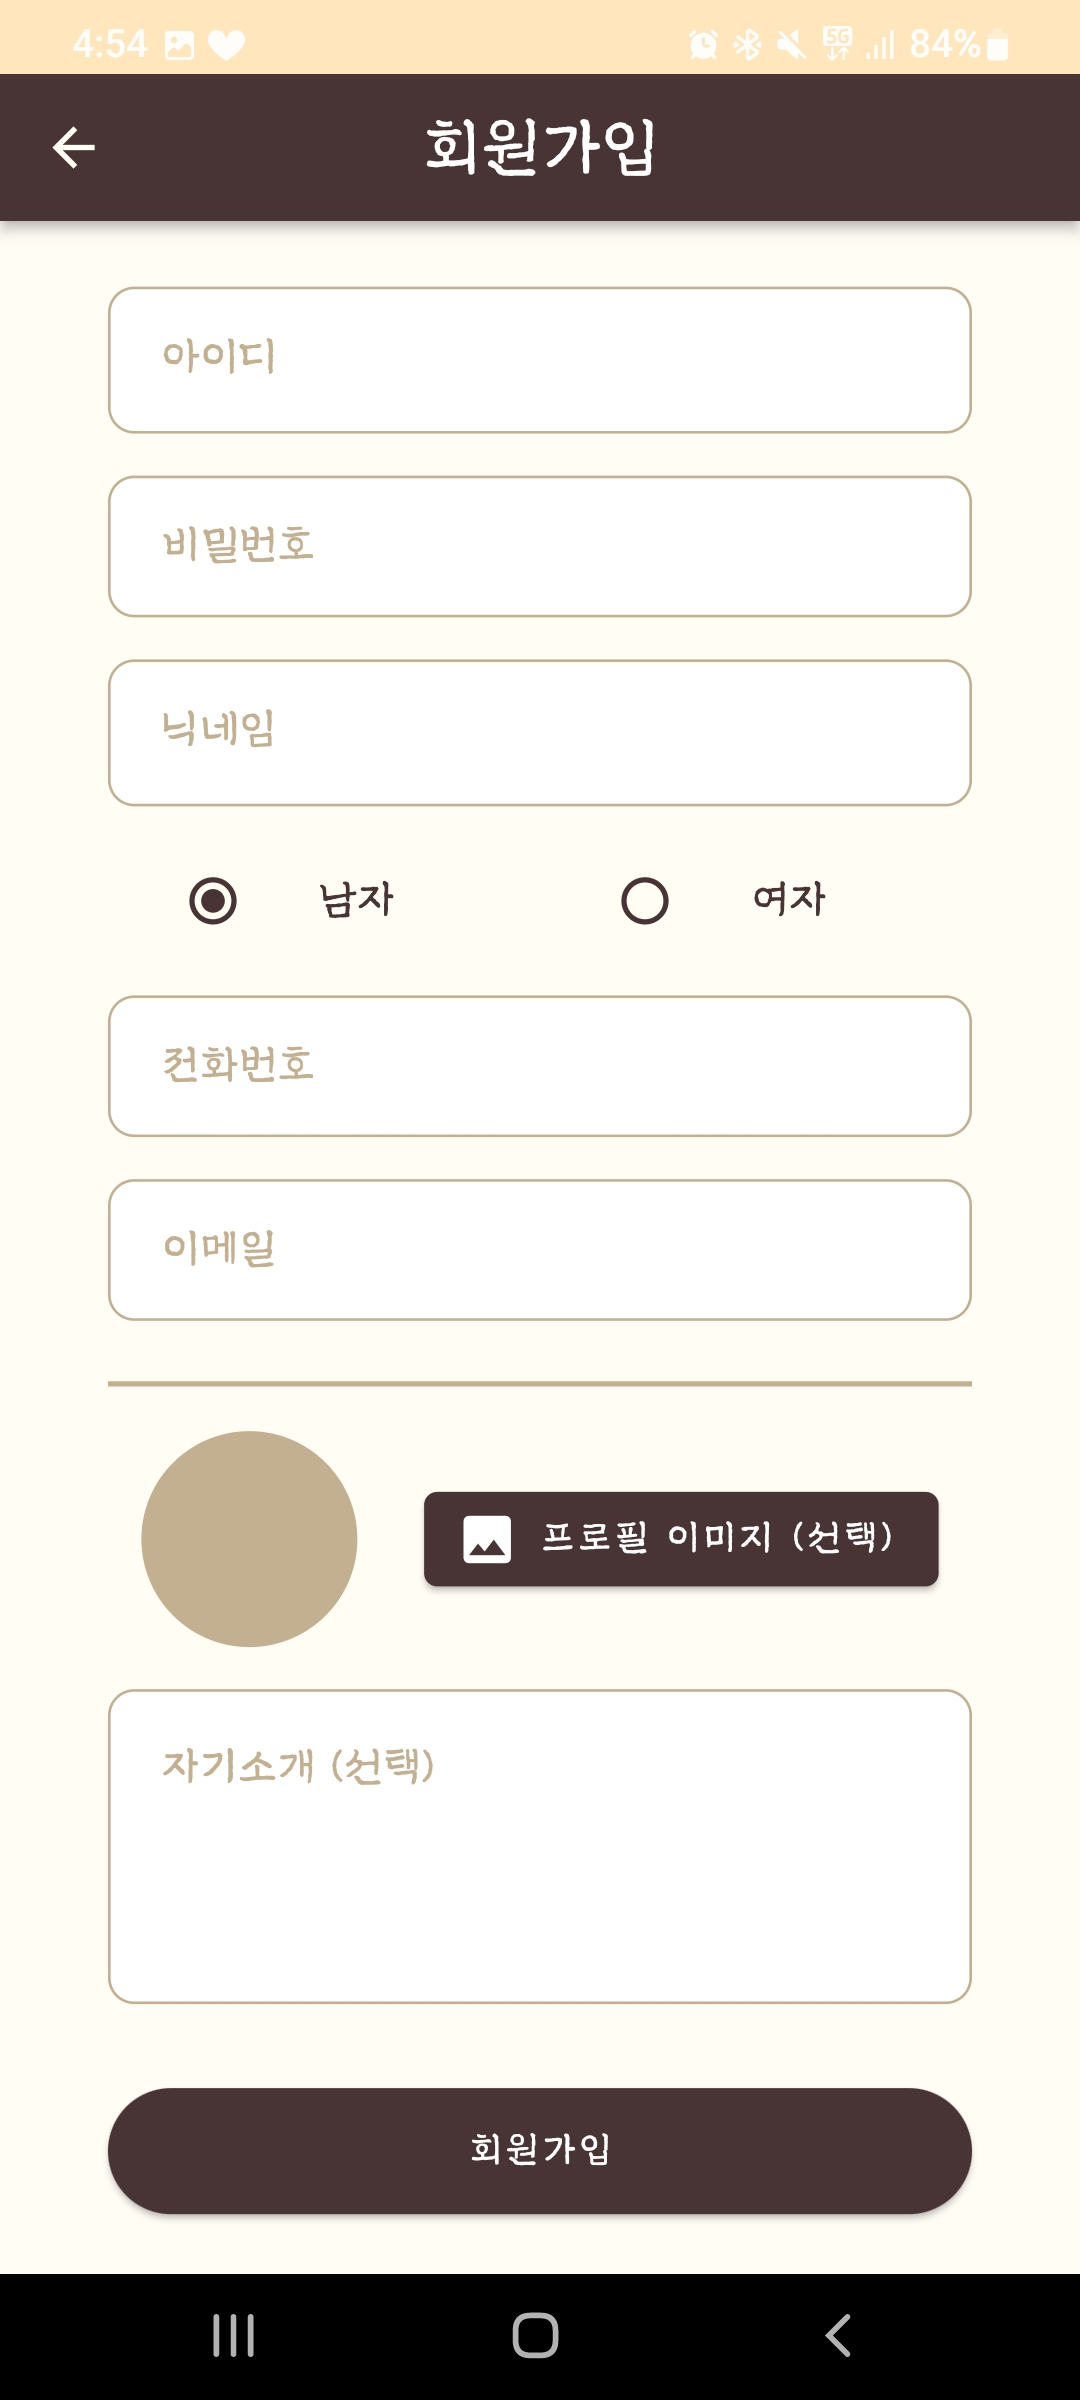 4:54 5G 84%
회원가입
아이디
비밀번호
닉네임
남자 여자
전화번호
이메일
프로필 이미지 (선택)
자기소개 (선택)
회원가입